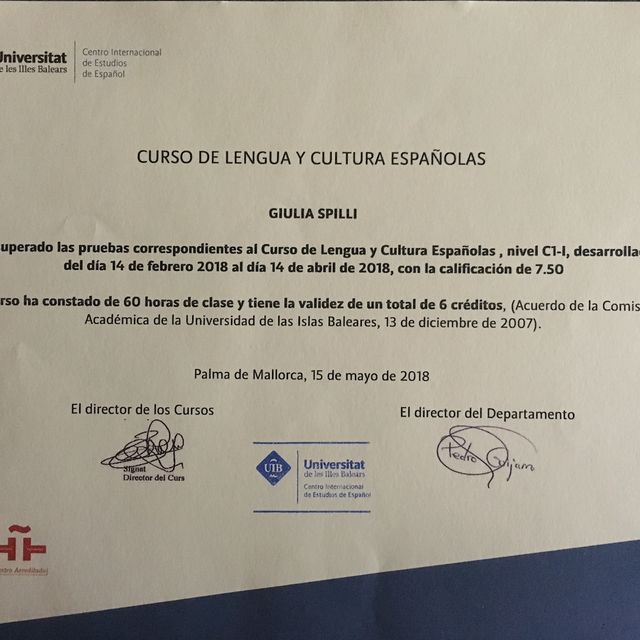 Universitat
de les Illes Balears
Centro Internacional
de Estudios
de Español
CURSO DE LENGUA Y CULTURA ESPAÑOLAS
GIULIA SPILLI
superado las pruebas correspondientes al Curso de Lengua y Cultura Españolas , nivel C1-I, desarrollad
del día 14 de febrero 2018 al día 14 de abril de 2018, con la calificación de 7.50
rso ha constado de 60 horas de clase y tiene la validez de un total de 6 créditos, (Acuerdo de la Comis
Académica de la Universidad de las Islas Baleares, 13 de diciembre de 2007).
Palma de Mallorca, 15 de mayo de 2018
El director de los Cursos
El director del Departamento
Signat
Director del Curs
UIB
Universitat
de les Illes Balears
Centro Internacional
de Estudios de Español
Pedro
ntro Acreditado